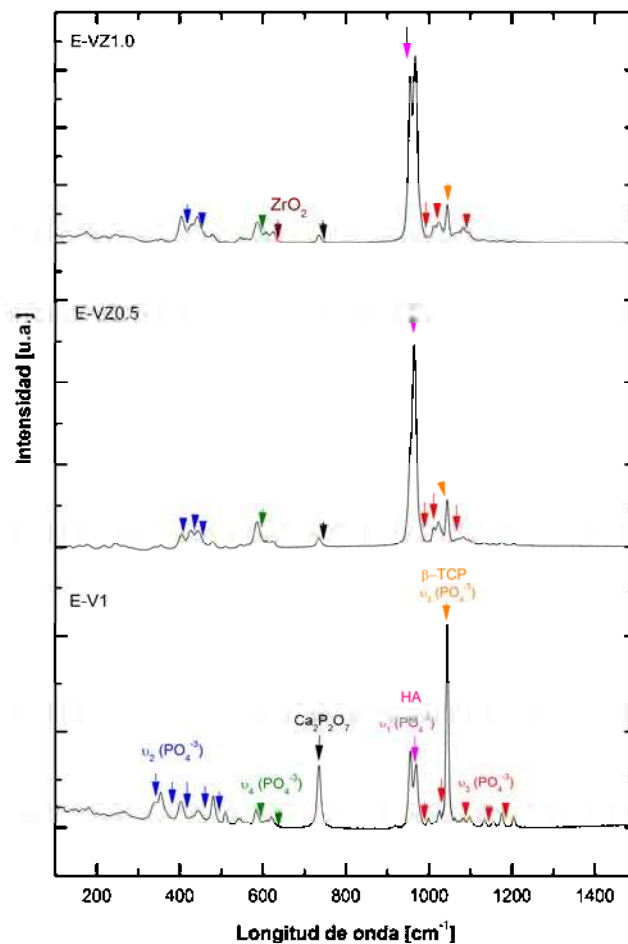 E-VZ1.0
ZrO₂
E-VZ0.5
E-V1
β-TCP
υ₃ (PO₄⁻³)
HA
υ₁ (PO₄⁻³)
Ca₂P₂O₇
υ₂ (PO₄⁻³)
υ₄ (PO₄⁻³)
υ₃ (PO₄⁻³)
Intensidad [u.a.]
200 400 600 800 1000 1200 1400
Longitud de onda [cm⁻¹]